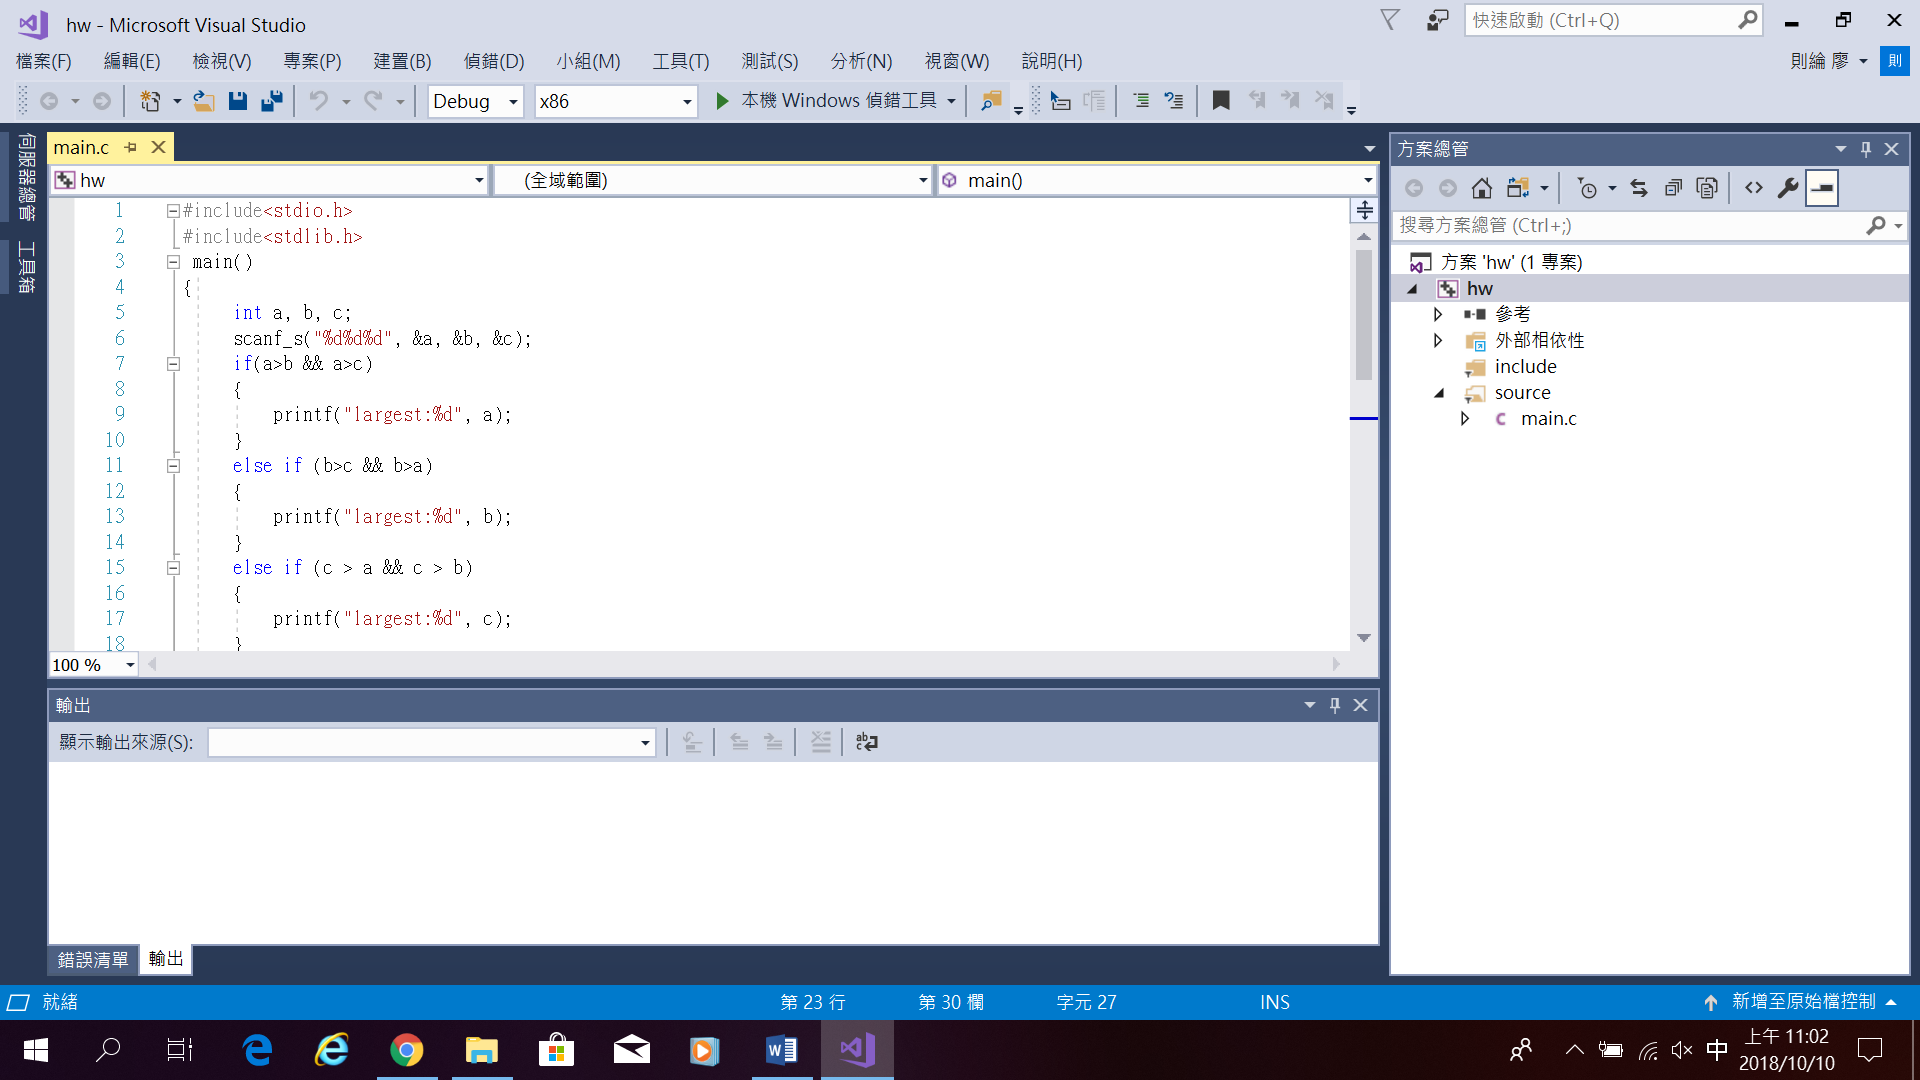 hw - Microsoft Visual Studio
快速啟動 (Ctrl+Q)
檔案(F) 編輯(E) 檢視(V) 專案(P) 建置(B) 偵錯(D) 小組(M) 工具(T) 測試(S) 分析(N) 視窗(W) 說明(H)
則綸 廖 則
Debug x86 本機 Windows 偵錯工具
伺服器總管
工具箱
main.c
hw (全域範圍) main()
1 #include<stdio.h>
2 #include<stdlib.h>
3 main()
4 {
5 int a, b, c;
6 scanf_s("%d%d%d", &a, &b, &c);
7 if(a>b && a>c)
8 {
9 printf("largest:%d", a);
10 }
11 else if (b>c && b>a)
12 {
13 printf("largest:%d", b);
14 }
15 else if (c > a && c > b)
16 {
17 printf("largest:%d", c);
18 }
100 %
輸出
顯示輸出來源(S):
錯誤清單 輸出
方案總管
搜尋方案總管 (Ctrl+;)
方案 'hw' (1 專案)
hw
參考
外部相依性
include
source
main.c
就緒 第 23 行 第 30 欄 字元 27 INS 新增至原始檔控制
中
上午 11:02
2018/10/10